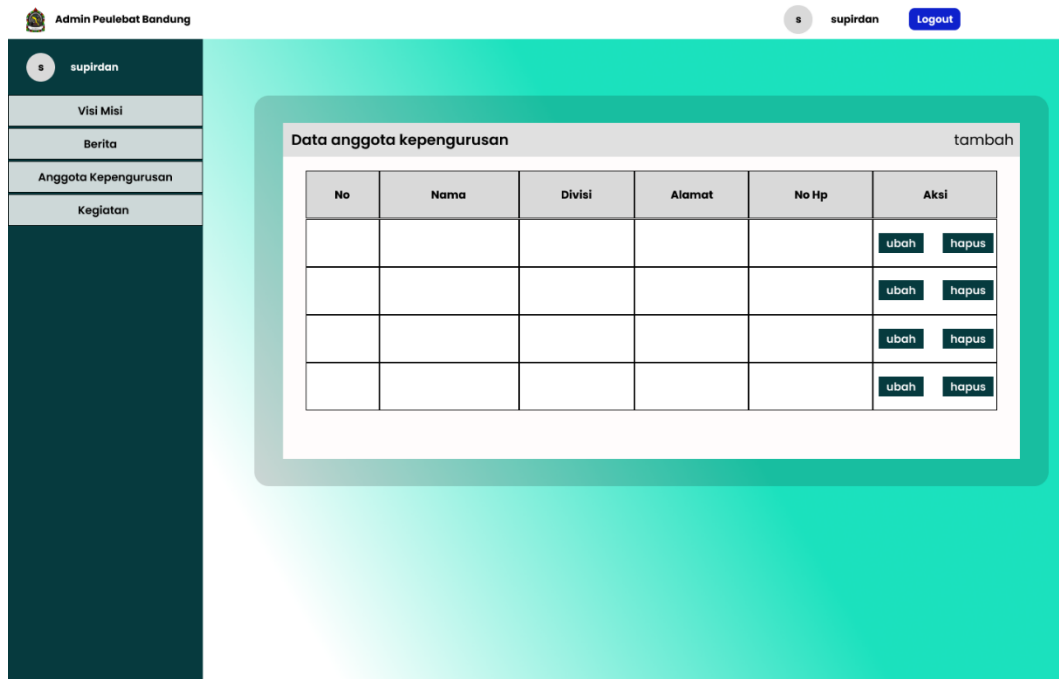 Admin Peulebat Bandung
s supirdan Logout
s supirdan
Visi Misi
Berita
Anggota Kepengurusan
Kegiatan
Data anggota kepengurusan tambah
No Nama Divisi Alamat No Hp Aksi
ubah hapus
ubah hapus
ubah hapus
ubah hapus